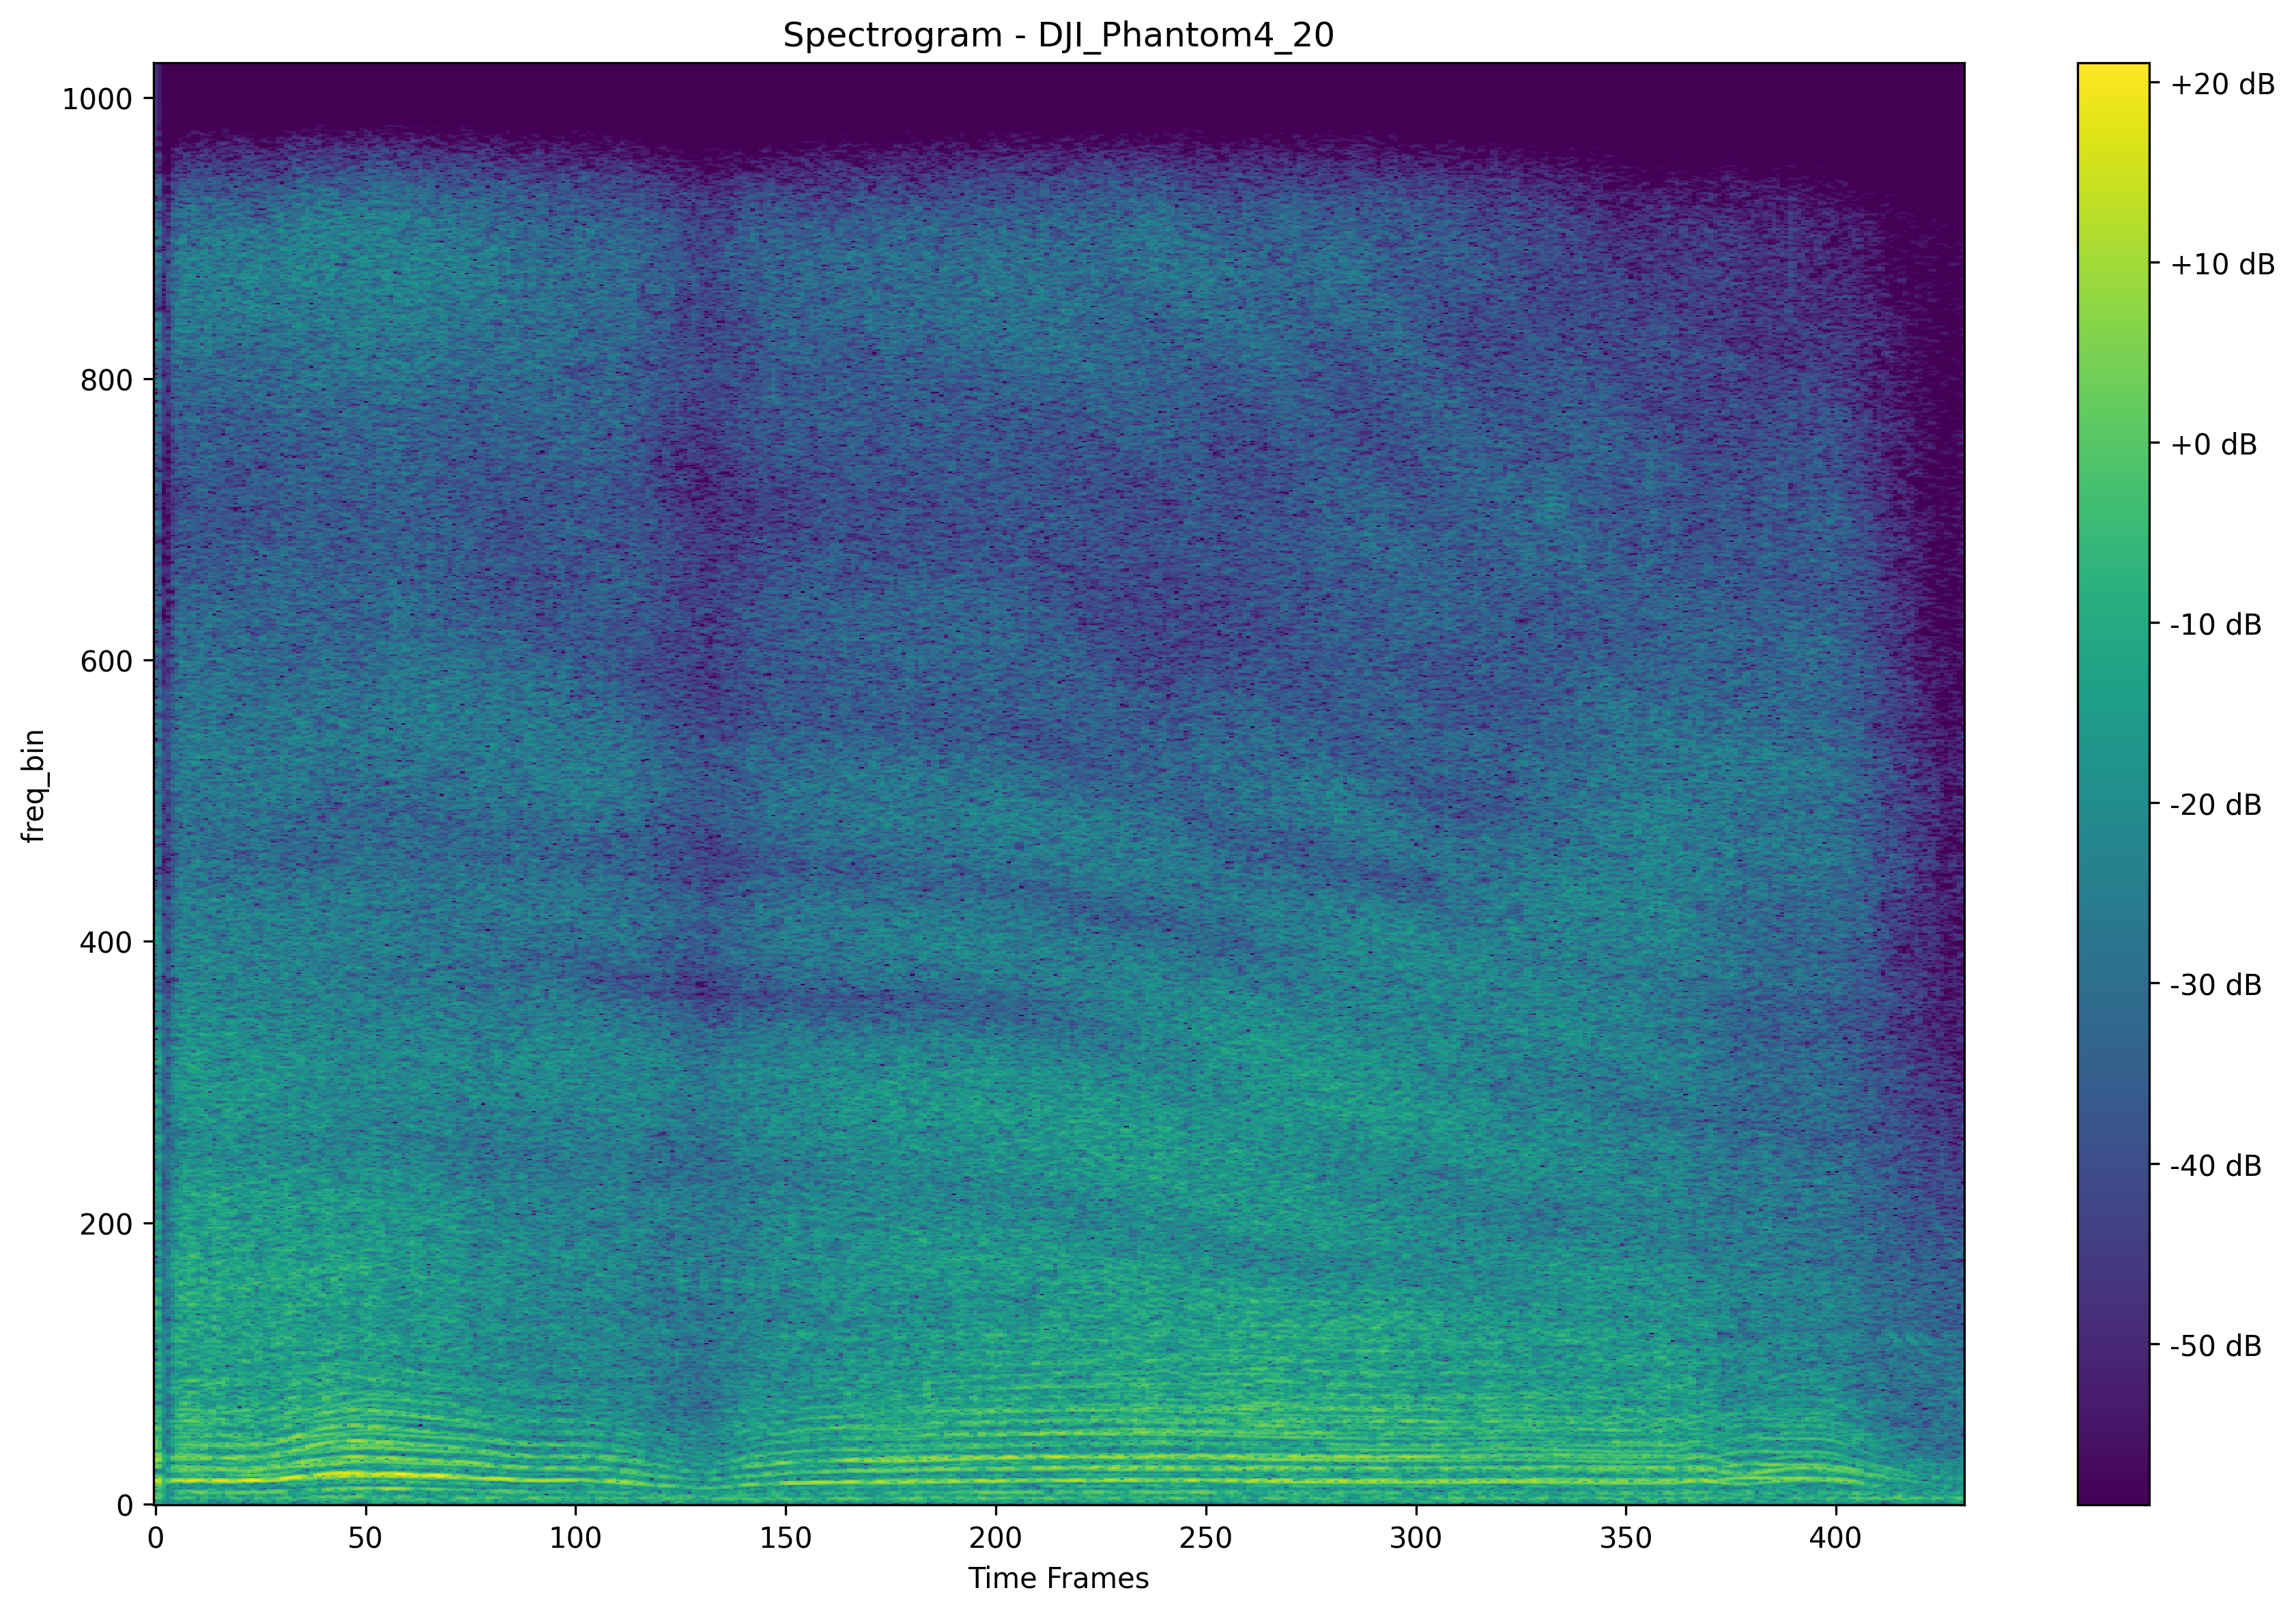 Spectrogram - DJI_Phantom4_20
1000
800
600
400
200
0
freq_bin
0 50 100 150 200 250 300 350 400
Time Frames
+20 dB
+10 dB
+0 dB
-10 dB
-20 dB
-30 dB
-40 dB
-50 dB